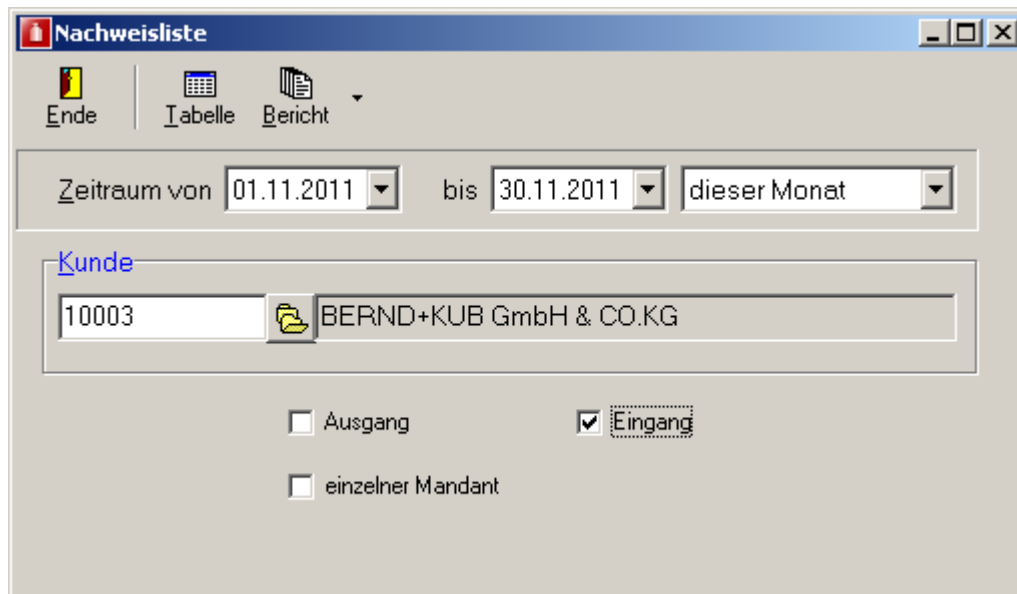 Nachweisliste
Ende Tabelle Bericht
Zeitraum von 01.11.2011 bis 30.11.2011 dieser Monat
Kunde
10003 BERND+KUB GmbH & CO.KG
Ausgang Eingang
einzelner Mandant